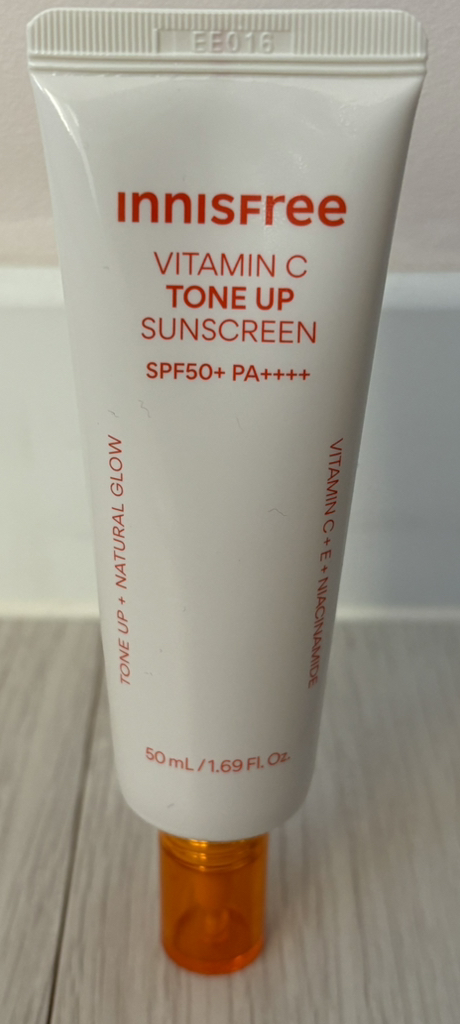 EE016
innisfree
VITAMIN C
TONE UP
SUNSCREEN
SPF50+ PA++++
TONE UP + NATURAL GLOW
VITAMIN C + E + NIACINAMIDE
50 mL / 1.69 Fl. Oz.